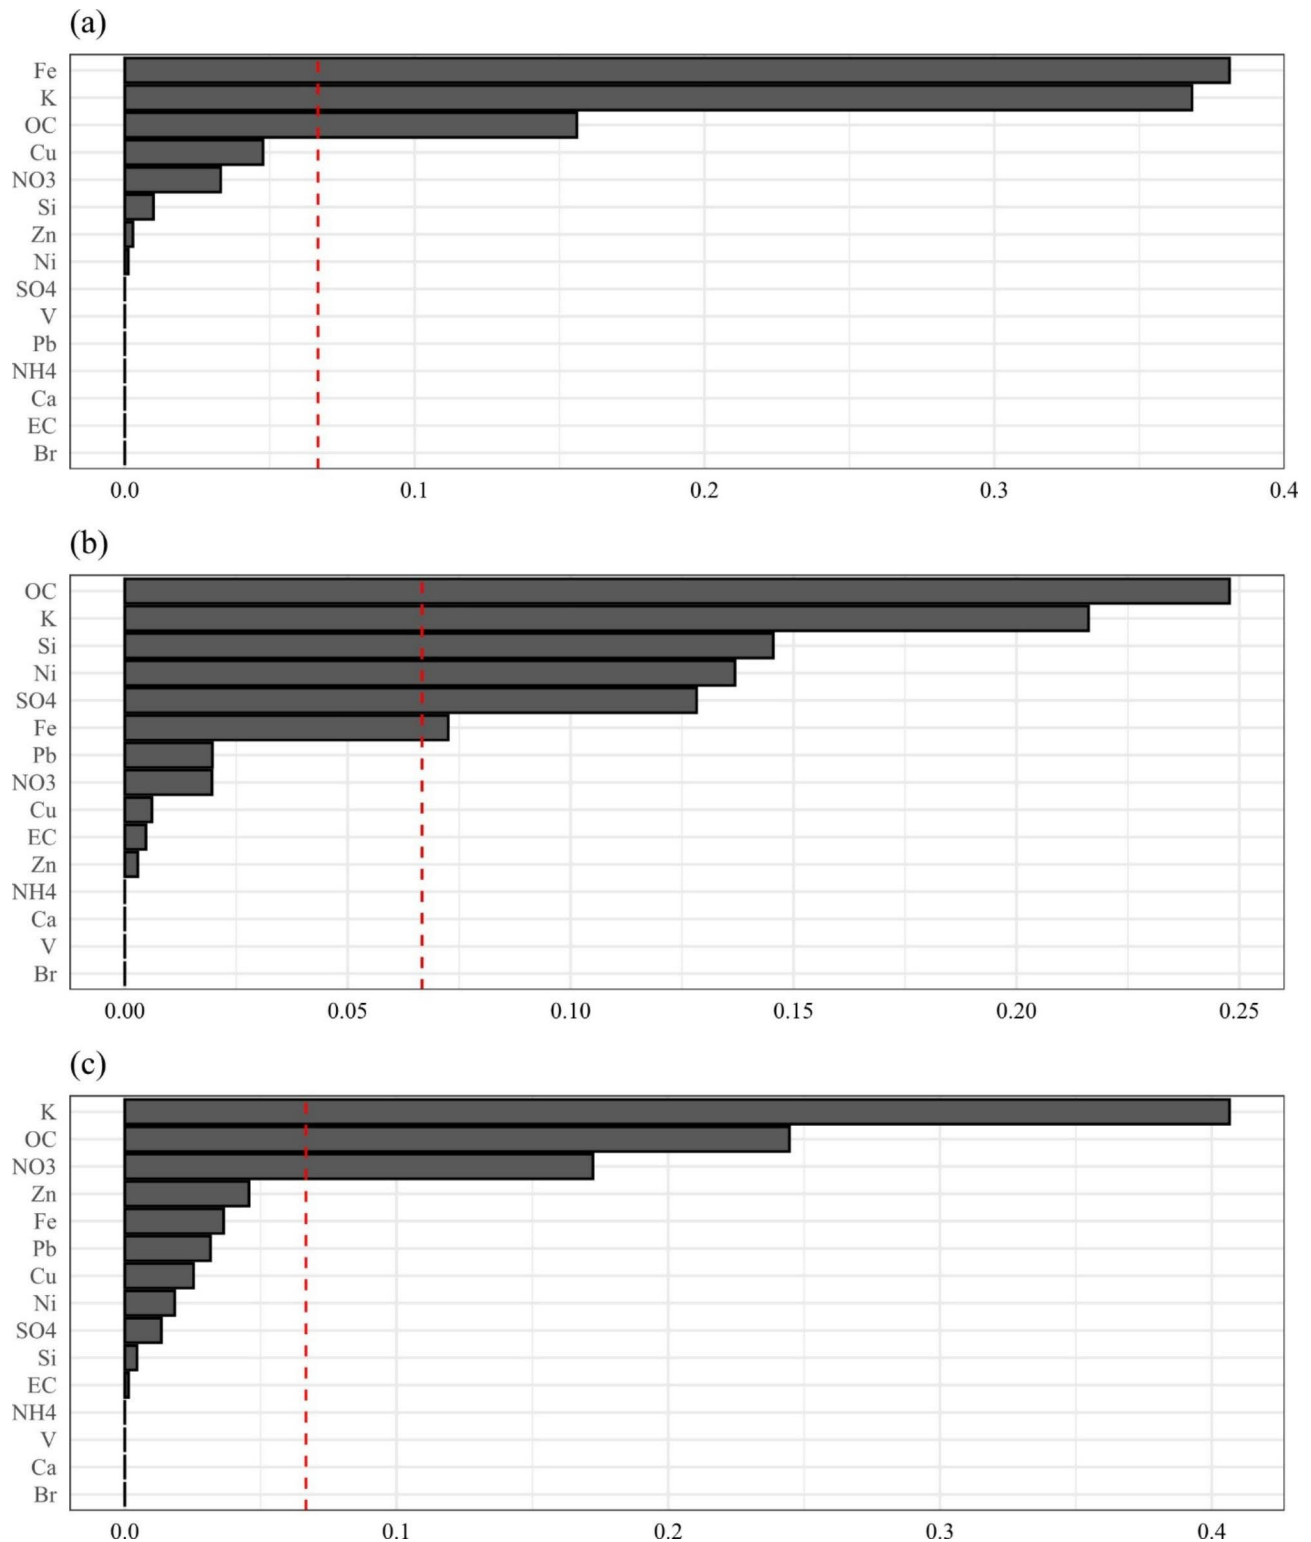 (a)
Fe
K
OC
Cu
NO3
Si
Zn
Ni
SO4
V
Pb
NH4
Ca
EC
Br
0.0 0.1 0.2 0.3 0.4
(b)
OC
K
Si
Ni
SO4
Fe
Pb
NO3
Cu
EC
Zn
NH4
Ca
V
Br
0.00 0.05 0.10 0.15 0.20 0.25
(c)
K
OC
NO3
Zn
Fe
Pb
Cu
Ni
SO4
Si
EC
NH4
V
Ca
Br
0.0 0.1 0.2 0.3 0.4